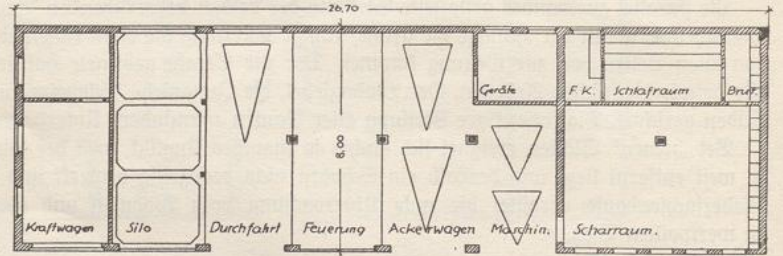 26.70
Geräte F.K. Schlafraum Brut.
8.00
Kraftwagen Silo Durchfahrt Feuerung Ackerwagen Maschin. Scharraum.